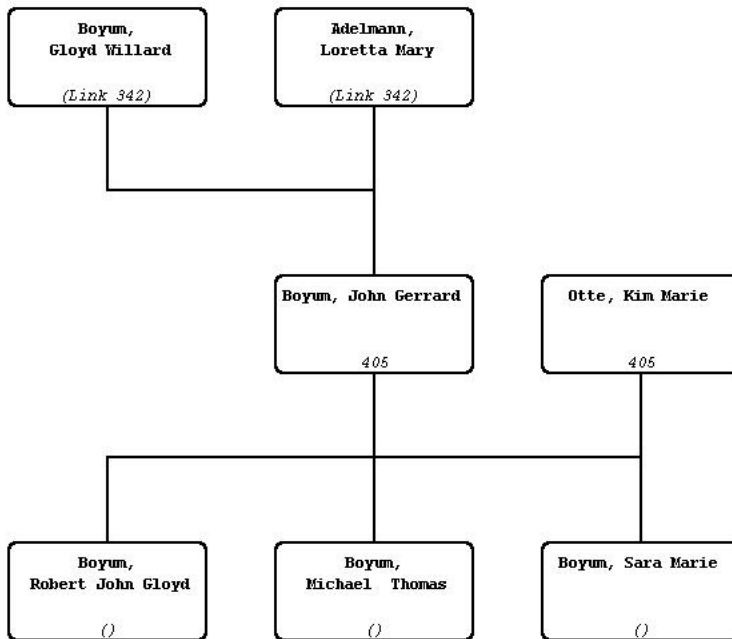 Boyum,
Gloyd Willard
(Link 342)
Adelmann,
Loretta Mary
(Link 342)
Boyum, John Gerrard
405
Otte, Kim Marie
405
Boyum,
Robert John Gloyd
()
Boyum,
Michael  Thomas
()
Boyum, Sara Marie
()